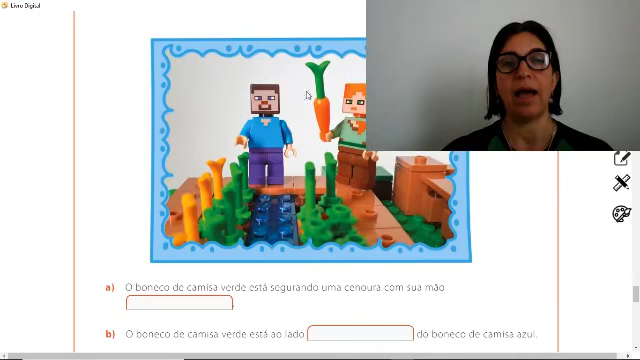 Livro Digital
a) O boneco de camisa verde está segurando uma cenoura com sua mão
.
b) O boneco de camisa verde está ao lado do boneco de camisa azul.